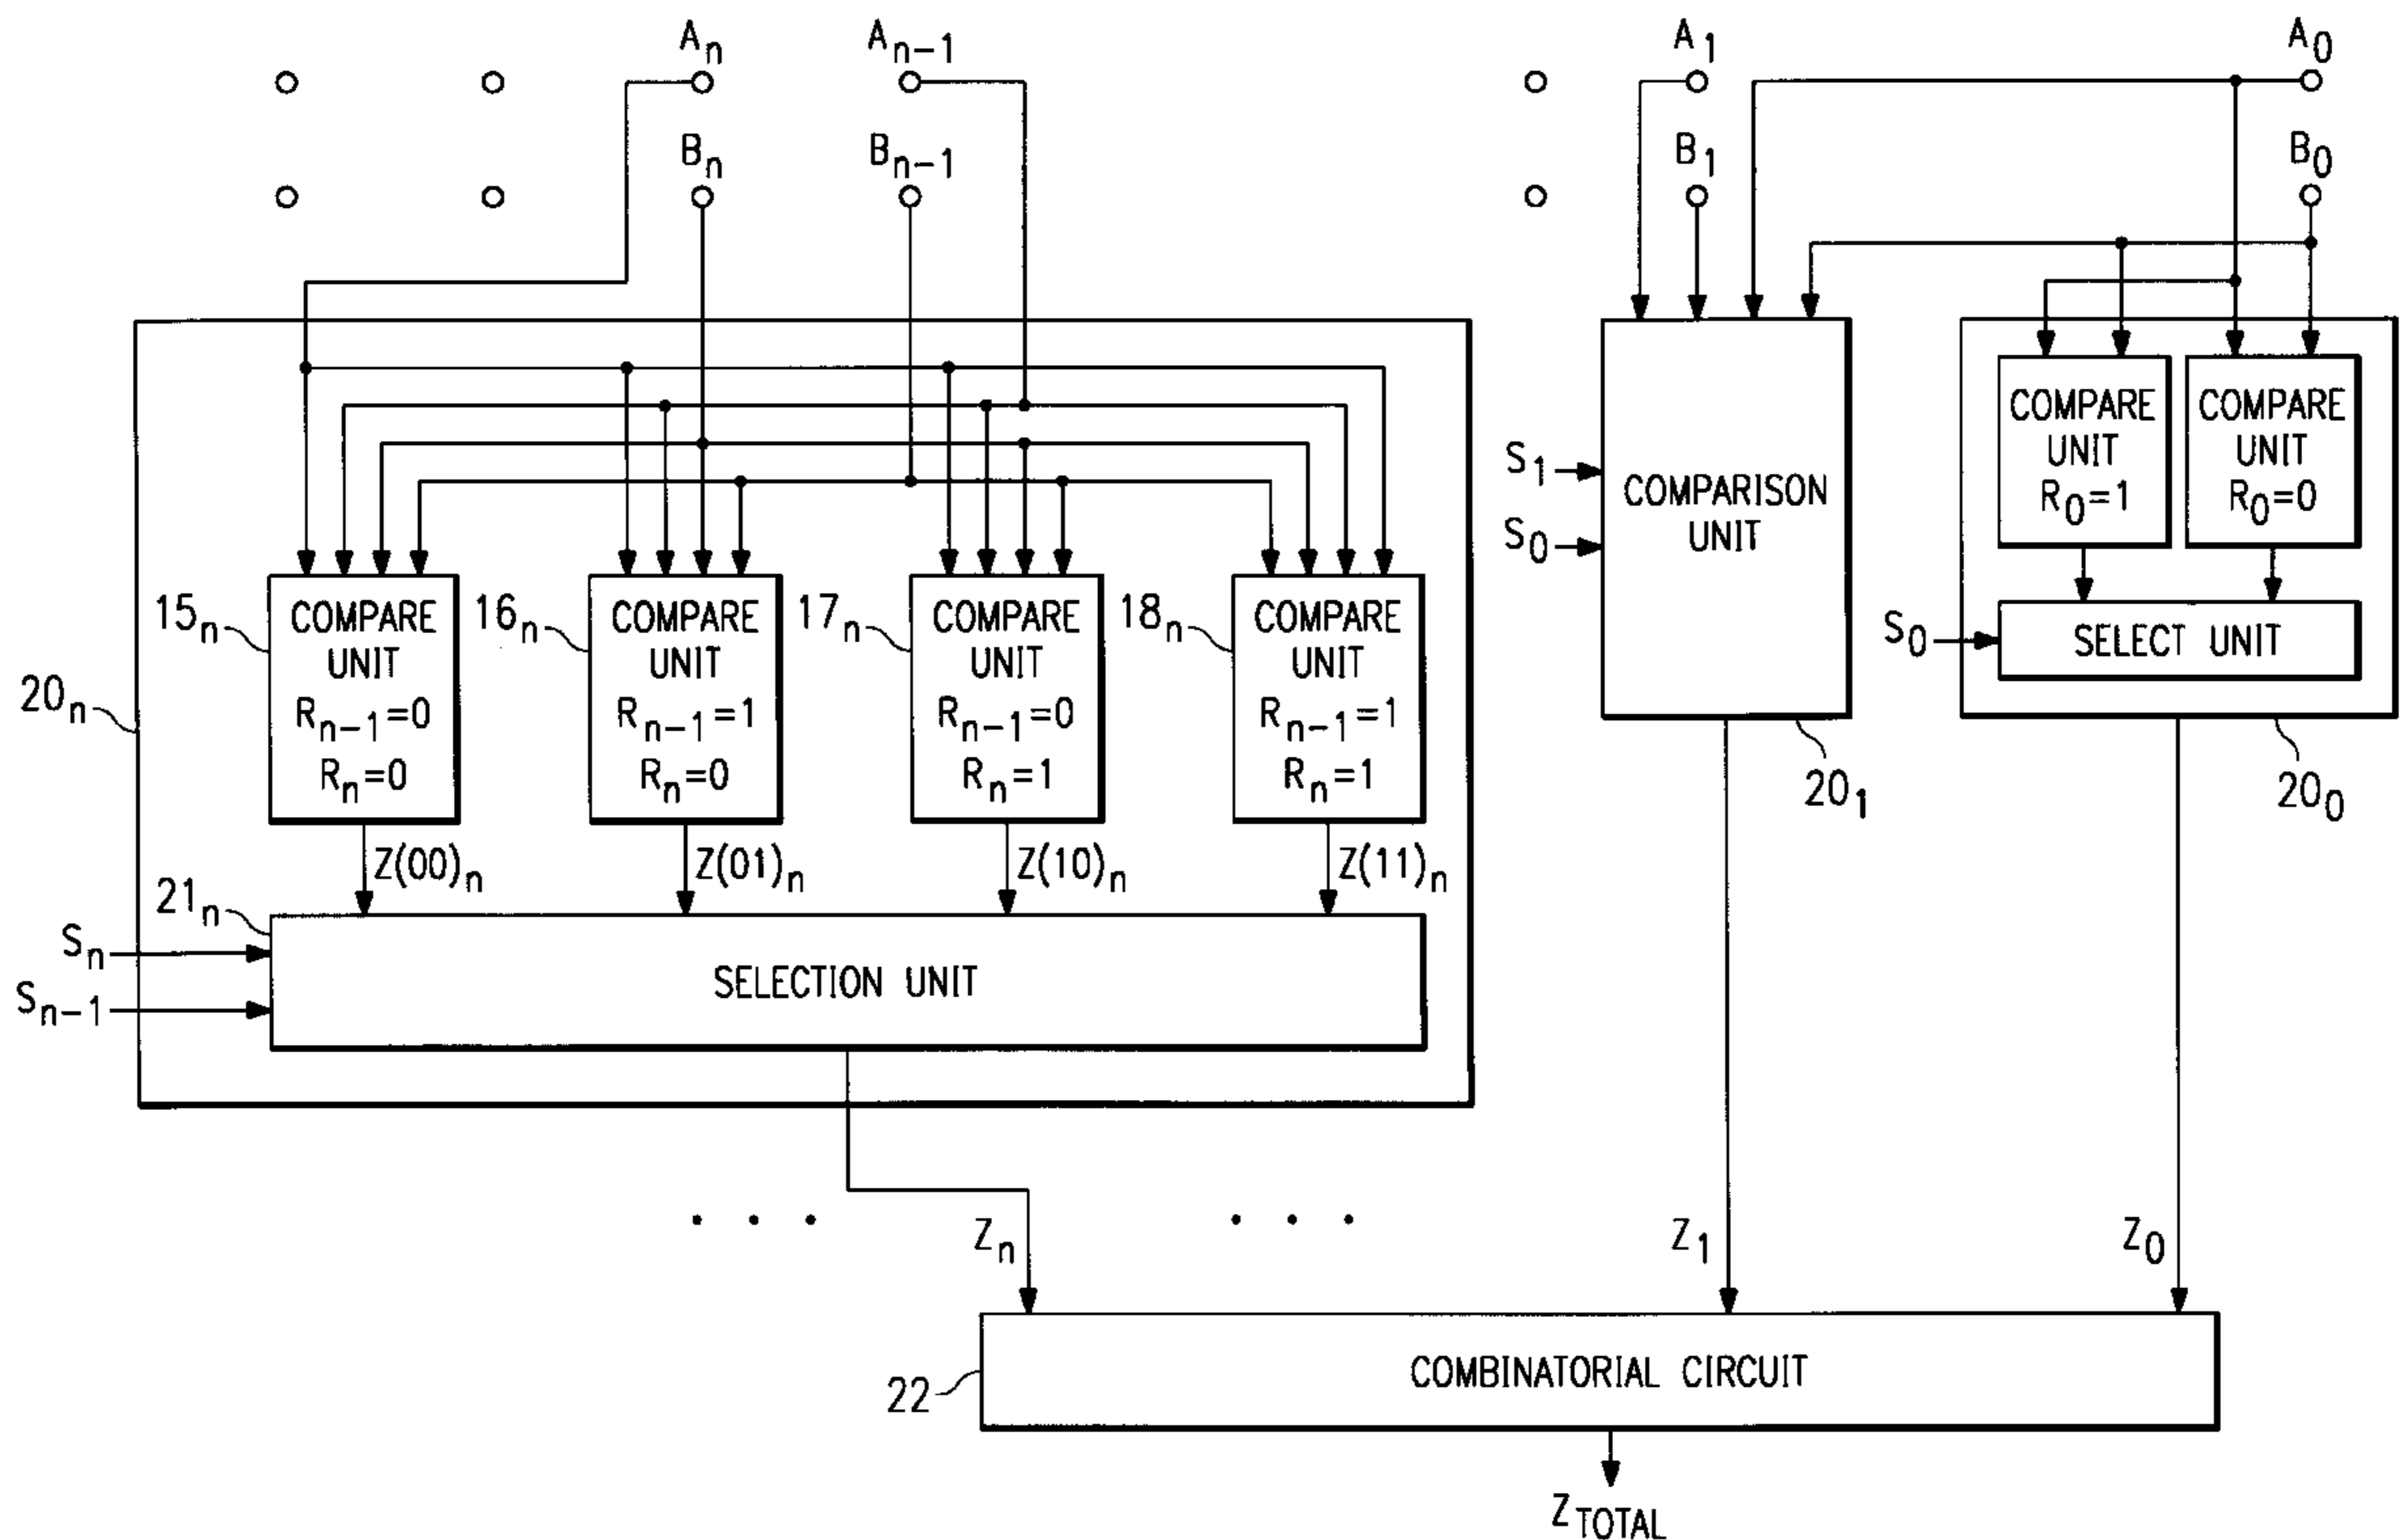 Aₙ Aₙ₋₁ A₁ A₀
Bₙ Bₙ₋₁ B₁ B₀
COMPARE UNIT R₀=1
COMPARE UNIT R₀=0
S₁
S₀
COMPARISON UNIT
S₀
SELECT UNIT
20₁
20₀
20ₙ
15ₙ
COMPARE UNIT Rₙ₋₁=0 Rₙ=0
16ₙ
COMPARE UNIT Rₙ₋₁=1 Rₙ=0
17ₙ
COMPARE UNIT Rₙ₋₁=0 Rₙ=1
18ₙ
COMPARE UNIT Rₙ₋₁=1 Rₙ=1
Z(00)ₙ Z(01)ₙ Z(10)ₙ Z(11)ₙ
21ₙ
Sₙ
Sₙ₋₁
SELECTION UNIT
. . . Zₙ . . . Z₁ Z₀
22
COMBINATORIAL CIRCUIT
Z TOTAL